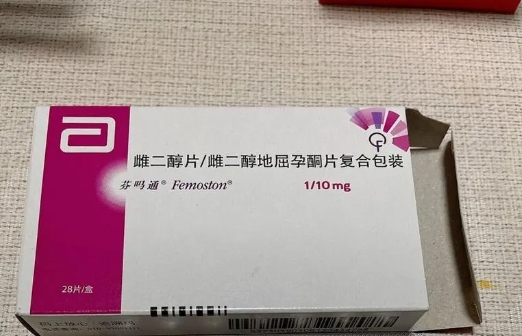 雌二醇片/雌二醇地屈孕酮片复合包装
芬吗通® Femoston®
1/10 mg
28片/盒